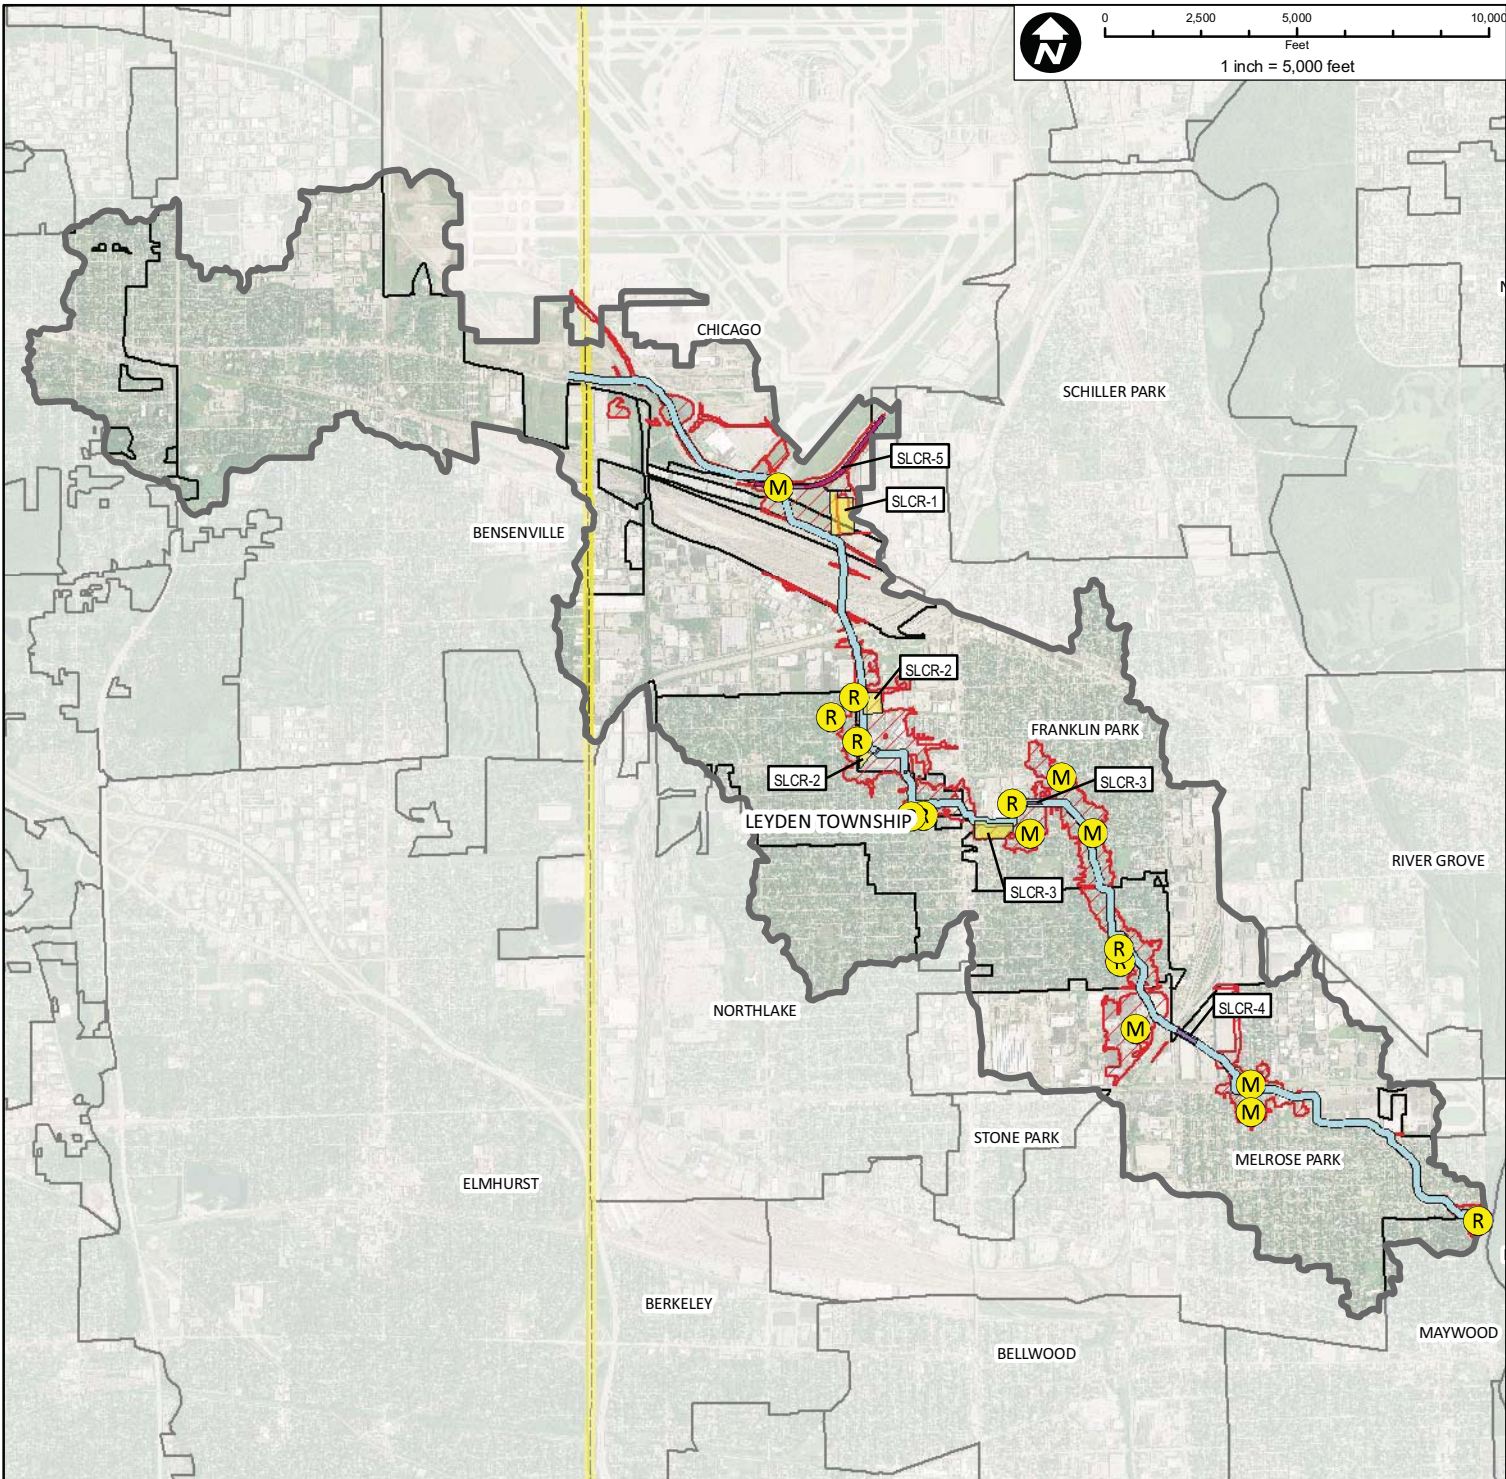 N
0 2,500 5,000 10,000
Feet
1 inch = 5,000 feet
N
CHICAGO
SCHILLER PARK
SLCR-5
M
SLCR-1
BENSENVILLE
SLCR-2
R
R
FRANKLIN PARK
R
SLCR-2
M
SLCR-3
R
LEYDEN TOWNSHIP
R
M
M
RIVER GROVE
SLCR-3
R
R
NORTHLAKE
SLCR-4
M
M
M
STONE PARK
MELROSE PARK
ELMHURST
R
BERKELEY
MAYWOOD
BELLWOOD